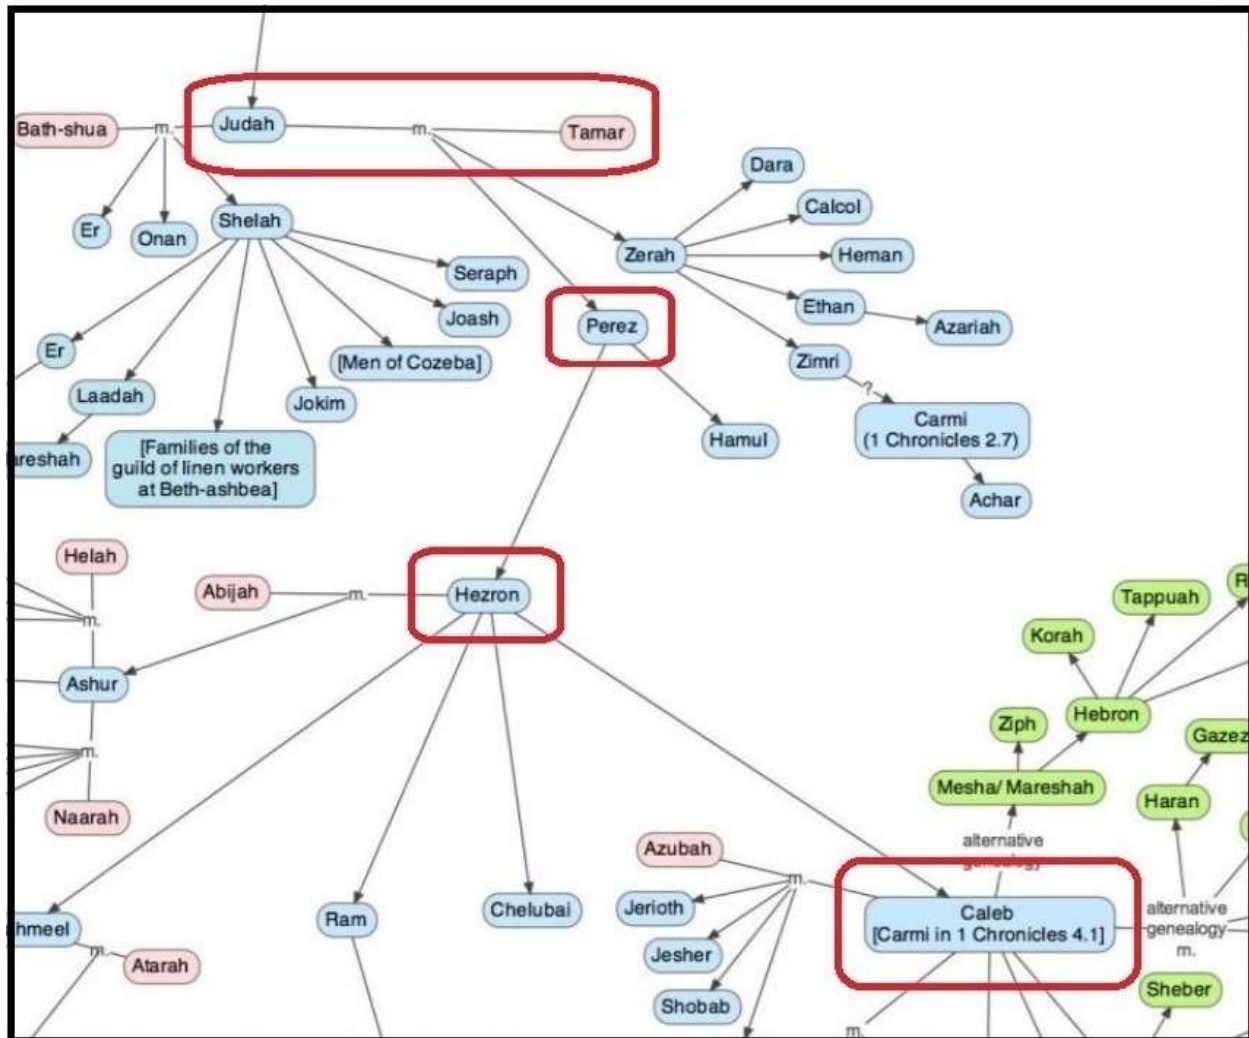 Bath-shua
m.
Judah
m.
Tamar
Dara
Calcol
Er
Onan
Shelah
Zerah
Heman
Seraph
Ethan
Joash
Perez
Azariah
Er
[Men of Cozeba]
Zimri
?
Laadah
Jokim
Carmi
(1 Chronicles 2.7)
Hamul
areshah
[Families of the
guild of linen workers
at Beth-ashbea]
Achar
Helah
Abijah
m.
Hezron
Tappuah
R
m.
Korah
Ashur
Ziph
Hebron
Gazez
m.
Mesha/ Mareshah
Haran
Naarah
Azubah
alternative
genealogy
m.
hmeel
Ram
Chelubai
Jerioth
Caleb
[Carmi in 1 Chronicles 4.1]
alternative
genealogy
m.
m.
Atarah
Jesher
Shobab
Sheber
m.